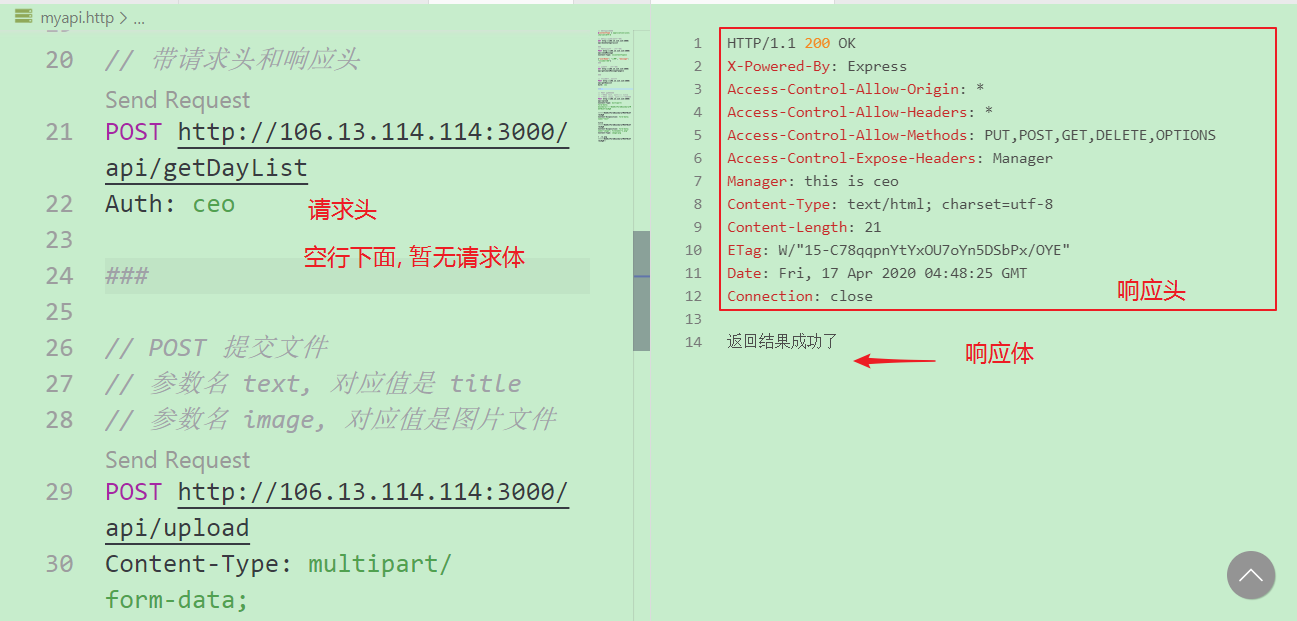 myapi.http > ...
20 // 带请求头和响应头
Send Request
21 POST http://106.13.114.114:3000/
api/getDayList
22 Auth: ceo
请求头
23
空行下面, 暂无请求体
24 ###
25
26 // POST 提交文件
27 // 参数名 text, 对应值是 title
28 // 参数名 image, 对应值是图片文件
Send Request
29 POST http://106.13.114.114:3000/
api/upload
30 Content-Type: multipart/
form-data;
1 HTTP/1.1 200 OK
2 X-Powered-By: Express
3 Access-Control-Allow-Origin: *
4 Access-Control-Allow-Headers: *
5 Access-Control-Allow-Methods: PUT,POST,GET,DELETE,OPTIONS
6 Access-Control-Expose-Headers: Manager
7 Manager: this is ceo
8 Content-Type: text/html; charset=utf-8
9 Content-Length: 21
10 ETag: W/"15-C78qqpnYtYxOU7oYn5DSbPx/OYE"
11 Date: Fri, 17 Apr 2020 04:48:25 GMT
12 Connection: close
响应头
13
14 返回结果成功了
响应体